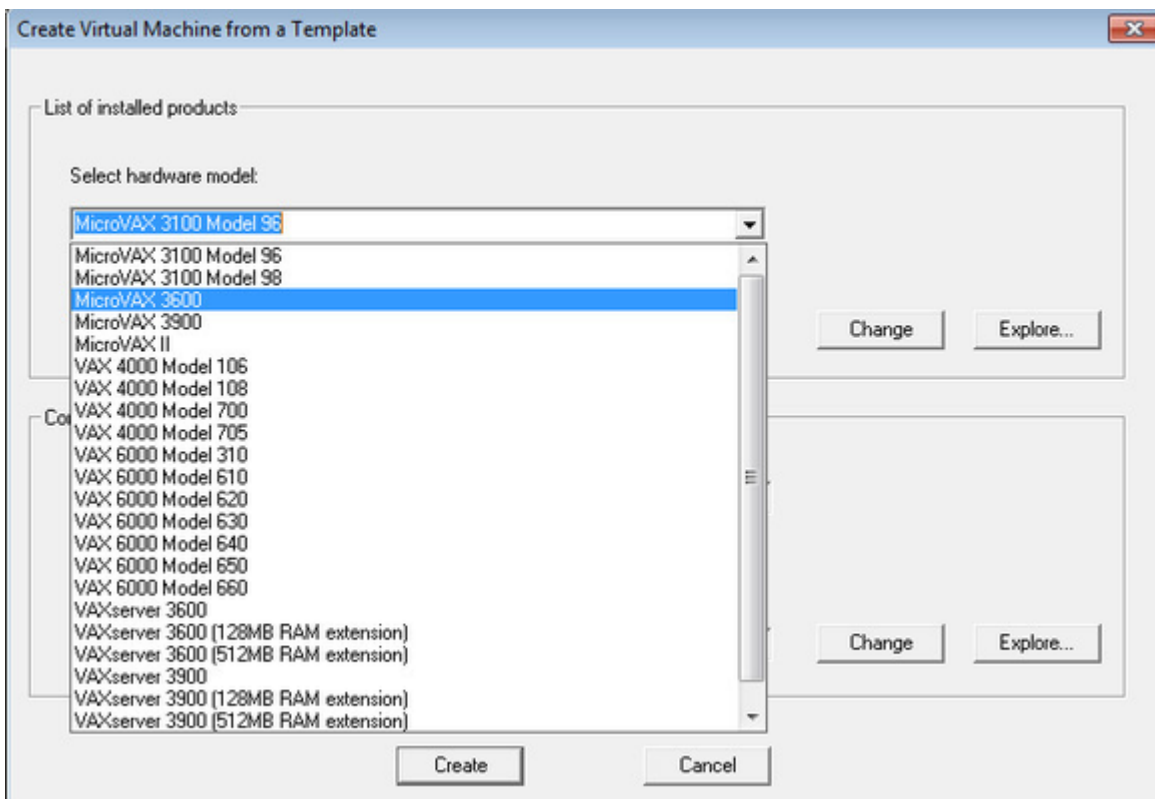 Create Virtual Machine from a Template
List of installed products
Select hardware model:
MicroVAX 3100 Model 96
MicroVAX 3100 Model 96
MicroVAX 3100 Model 98
MicroVAX 3600
MicroVAX 3900
MicroVAX II
VAX 4000 Model 106
VAX 4000 Model 108
VAX 4000 Model 700
VAX 4000 Model 705
VAX 6000 Model 310
VAX 6000 Model 610
VAX 6000 Model 620
VAX 6000 Model 630
VAX 6000 Model 640
VAX 6000 Model 650
VAX 6000 Model 660
VAXserver 3600
VAXserver 3600 (128MB RAM extension)
VAXserver 3600 (512MB RAM extension)
VAXserver 3900
VAXserver 3900 (128MB RAM extension)
VAXserver 3900 (512MB RAM extension)
Change Explore...
Change Explore...
Create Cancel